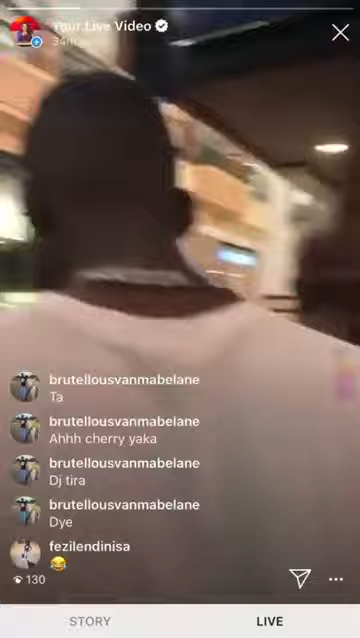 Your Live Video
brutellousvanmabelane
Ta
brutellousvanmabelane
Ahhh cherry yaka
brutellousvanmabelane
Dj tira
brutellousvanmabelane
Dye
fezilendinisa
😂
130
STORY
LIVE